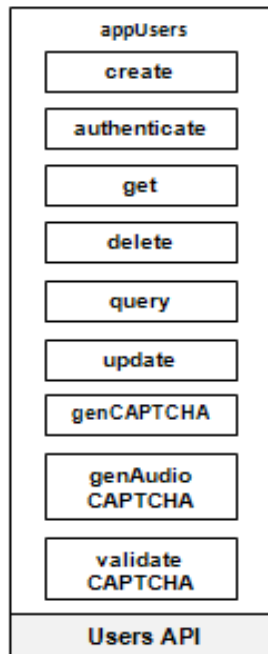 appUsers
create
authenticate
get
delete
query
update
genCAPTCHA
genAudio
CAPTCHA
validate
CAPTCHA
Users API